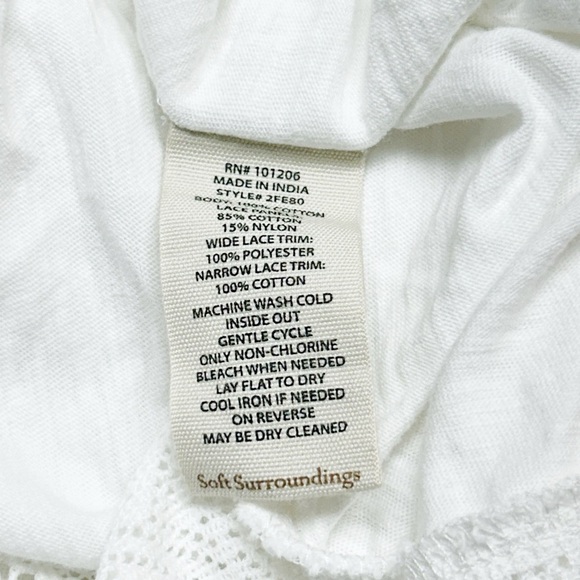 RN# 101206
MADE IN INDIA
STYLE# 2FE80
BODY: 100% COTTON
LACE PANELS:
85% COTTON
15% NYLON
WIDE LACE TRIM:
100% POLYESTER
NARROW LACE TRIM:
100% COTTON
MACHINE WASH COLD
INSIDE OUT
GENTLE CYCLE
ONLY NON-CHLORINE
BLEACH WHEN NEEDED
LAY FLAT TO DRY
COOL IRON IF NEEDED
ON REVERSE
MAY BE DRY CLEANED
Soft Surroundings